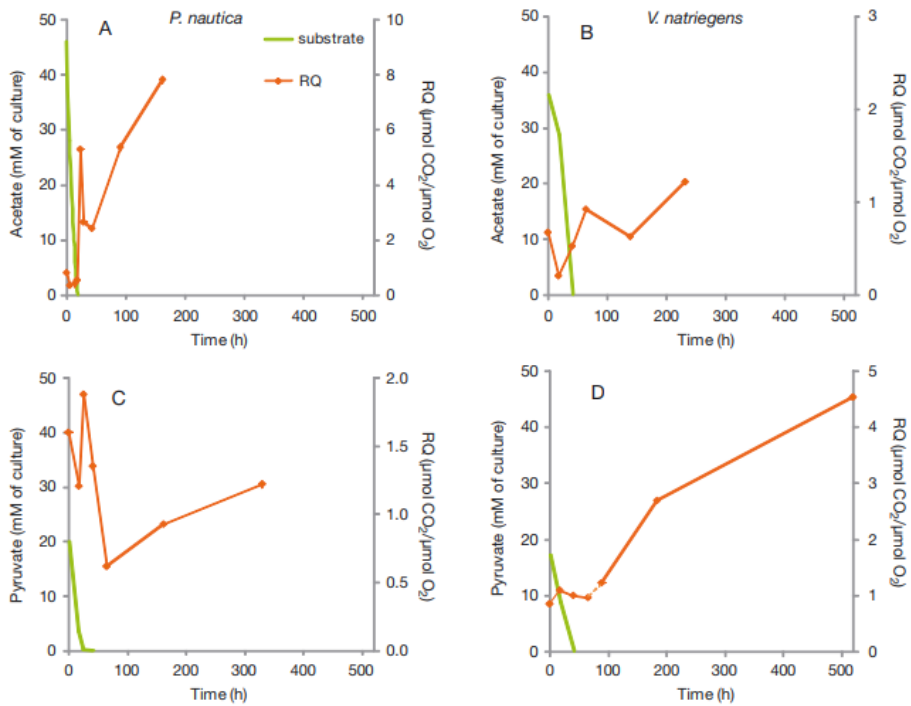 P. nautica
V. natriegens
A
substrate
RQ
50
40
30
20
10
0
Acetate (mM of culture)
10
8
6
4
2
0
RQ (µmol CO₂/µmol O₂)
0 100 200 300 400 500
Time (h)
B
50
40
30
20
10
0
Acetate (mM of culture)
3
2
1
0
RQ (µmol CO₂/µmol O₂)
0 100 200 300 400 500
Time (h)
C
50
40
30
20
10
0
Pyruvate (mM of culture)
2.0
1.5
1.0
0.5
0.0
RQ (µmol CO₂/µmol O₂)
0 100 200 300 400 500
Time (h)
D
50
40
30
20
10
0
Pyruvate (mM of culture)
5
4
3
2
1
0
RQ (µmol CO₂/µmol O₂)
0 100 200 300 400 500
Time (h)